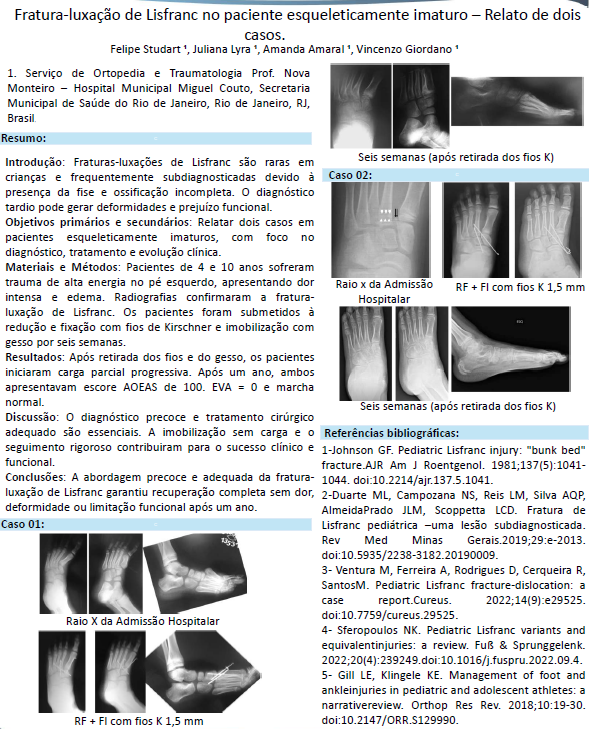 Fratura-luxação de Lisfranc no paciente esqueleticamente imaturo – Relato de dois
casos.
Felipe Studart ¹, Juliana Lyra ¹, Amanda Amaral ¹, Vincenzo Giordano ¹
1. Serviço de Ortopedia e Traumatologia Prof. Nova
Monteiro – Hospital Municipal Miguel Couto, Secretaria
Municipal de Saúde do Rio de Janeiro, Rio de Janeiro, RJ,
Brasil
Resumo:
Introdução: Fraturas-luxações de Lisfranc são raras em
crianças e frequentemente subdiagnosticadas devido à
presença da fise e ossificação incompleta. O diagnóstico
tardio pode gerar deformidades e prejuízo funcional.
Objetivos primários e secundários: Relatar dois casos em
pacientes esqueleticamente imaturos, com foco no
diagnóstico, tratamento e evolução clínica.
Materiais e Métodos: Pacientes de 4 e 10 anos sofreram
trauma de alta energia no pé esquerdo, apresentando dor
intensa e edema. Radiografias confirmaram a fratura-
luxação de Lisfranc. Os pacientes foram submetidos à
redução e fixação com fios de Kirschner e imobilização com
gesso por seis semanas.
Resultados: Após retirada dos fios e do gesso, os pacientes
iniciaram carga parcial progressiva. Após um ano, ambos
apresentavam escore AOEAS de 100. EVA = 0 e marcha
normal.
Discussão: O diagnóstico precoce e tratamento cirúrgico
adequado são essenciais. A imobilização sem carga e o
seguimento rigoroso contribuiram para o sucesso clínico e
funcional.
Conclusões: A abordagem precoce e adequada da fratura-
luxação de Lisfranc garantiu recuperação completa sem dor,
deformidade ou limitação funcional após um ano.
Caso 01:
Raio X da Admissão Hospitalar
RF + FI com fios K 1,5 mm
Seis semanas (após retirada dos fios K)
Caso 02:
Raio x da Admissão
Hospitalar
RF + FI com fios K 1,5 mm
Seis semanas (após retirada dos fios K)
Referências bibliográficas:
1-Johnson GF. Pediatric Lisfranc injury: "bunk bed"
fracture.AJR Am J Roentgenol. 1981;137(5):1041-
1044. doi:10.2214/ajr.137.5.1041.
2-Duarte ML, Campozana NS, Reis LM, Silva AQP,
AlmeidaPrado JLM, Scoppetta LCD. Fratura de
Lisfranc pediátrica –uma lesão subdiagnosticada.
Rev Med Minas Gerais.2019;29:e-2013.
doi:10.5935/2238-3182.20190009.
3- Ventura M, Ferreira A, Rodrigues D, Cerqueira R,
SantosM. Pediatric Lisfranc fracture-dislocation: a
case report.Cureus. 2022;14(9):e29525.
doi:10.7759/cureus.29525.
4- Sferopoulos NK. Pediatric Lisfranc variants and
equivalentinjuries: a review. Fuß & Sprunggelenk.
2022;20(4):239249.doi:10.1016/j.fuspru.2022.09.4.
5- Gill LE, Klingele KE. Management of foot and
ankleinjuries in pediatric and adolescent athletes: a
narrativereview. Orthop Res Rev. 2018;10:19-30.
doi:10.2147/ORR.S129990.